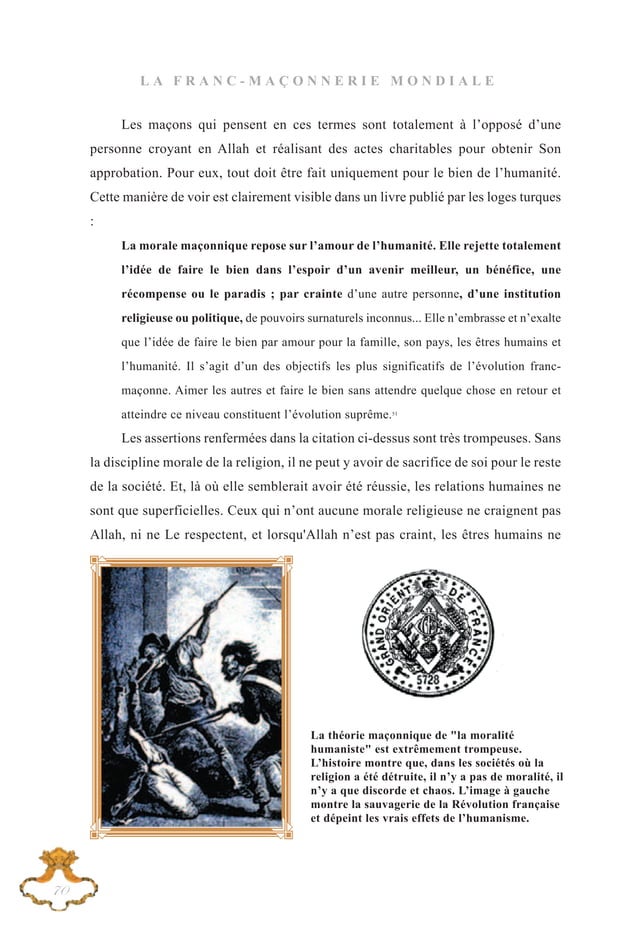 LA FRANC-MAÇONNERIE MONDIALE
Les maçons qui pensent en ces termes sont totalement à l’opposé d’une
personne croyant en Allah et réalisant des actes charitables pour obtenir Son
approbation. Pour eux, tout doit être fait uniquement pour le bien de l’humanité.
Cette manière de voir est clairement visible dans un livre publié par les loges turques
:
La morale maçonnique repose sur l’amour de l’humanité. Elle rejette totalement
l’idée de faire le bien dans l’espoir d’un avenir meilleur, un bénéfice, une
récompense ou le paradis ; par crainte d’une autre personne, d’une institution
religieuse ou politique, de pouvoirs surnaturels inconnus... Elle n’embrasse et n’exalte
que l’idée de faire le bien par amour pour la famille, son pays, les êtres humains et
l’humanité. Il s’agit d’un des objectifs les plus significatifs de l’évolution franc-
maçonne. Aimer les autres et faire le bien sans attendre quelque chose en retour et
atteindre ce niveau constituent l’évolution suprême.51
Les assertions renfermées dans la citation ci-dessus sont très trompeuses. Sans
la discipline morale de la religion, il ne peut y avoir de sacrifice de soi pour le reste
de la société. Et, là où elle semblerait avoir été réussie, les relations humaines ne
sont que superficielles. Ceux qui n’ont aucune morale religieuse ne craignent pas
Allah, ni ne Le respectent, et lorsqu'Allah n’est pas craint, les êtres humains ne
GRAND ORIENT DE FRANCE
5728
La théorie maçonnique de "la moralité
humaniste" est extrêmement trompeuse.
L’histoire montre que, dans les sociétés où la
religion a été détruite, il n’y a pas de moralité, il
n’y a que discorde et chaos. L’image à gauche
montre la sauvagerie de la Révolution française
et dépeint les vrais effets de l’humanisme.
70